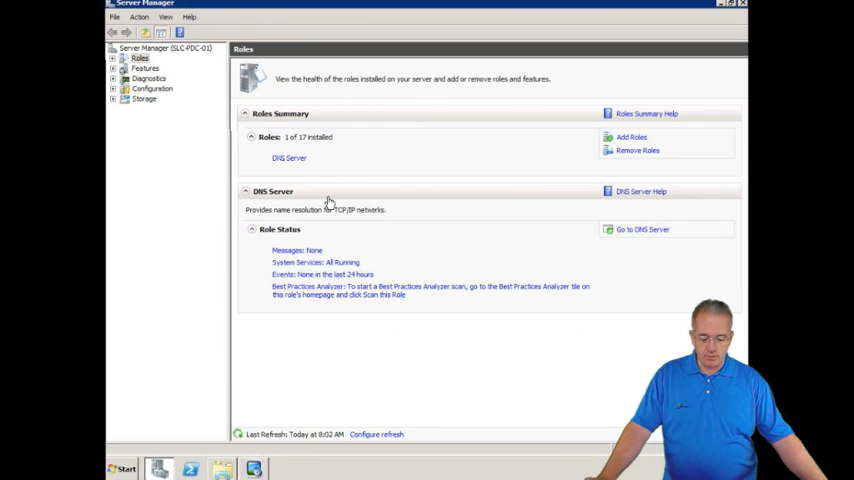 Server Manager
File Action View Help
Server Manager (SLC-PDC-01)
Roles
Features
Diagnostics
Configuration
Storage
Roles
View the health of the roles installed on your server and add or remove roles and features.
Roles Summary
Roles Summary Help
Roles: 1 of 17 installed
Add Roles
Remove Roles
DNS Server
DNS Server
DNS Server Help
Provides name resolution for TCP/IP networks.
Role Status
Go to DNS Server
Messages: None
System Services: All Running
Events: None in the last 24 hours
Best Practices Analyzer: To start a Best Practices Analyzer scan, go to the Best Practices Analyzer tile on
this role's homepage and click Scan this Role
Last Refresh: Today at 8:02 AM Configure refresh
Start